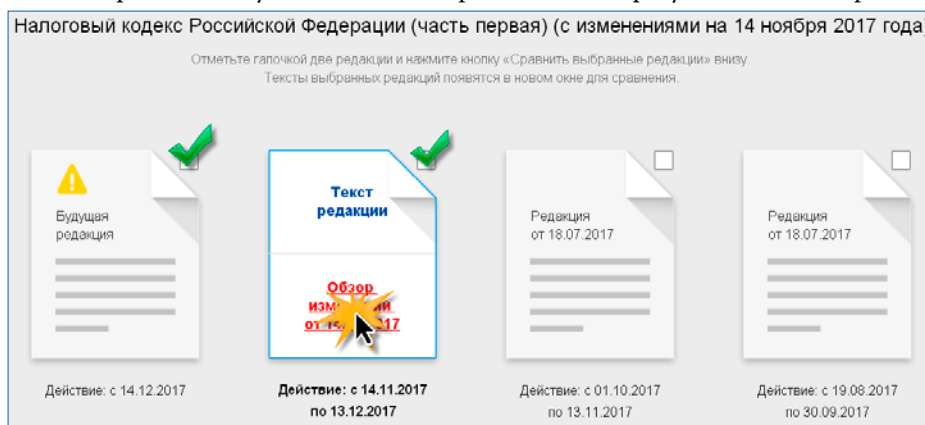 Налоговый кодекс Российской Федерации (часть первая) (с изменениями на 14 ноября 2017 года)
Отметьте галочкой две редакции и нажмите кнопку «Сравнить выбранные редакции» внизу.
Тексты выбранных редакций появятся в новом окне для сравнения.
Будущая
редакция
Действие: с 14.12.2017
Текст
редакции
Обзор
от
Действие: с 14.11.2017
по 13.12.2017
Редакция
от 18.07.2017
Действие: с 01.10.2017
по 13.11.2017
Редакция
от 18.07.2017
Действие: с 19.08.2017
по 30.09.2017